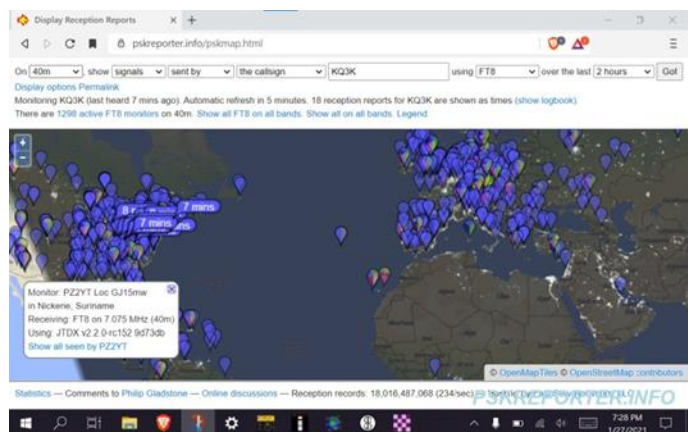 Display Reception Reports
pskreporter.info/pskmap.html
On 40m , show signals sent by the callsign KQ3K using FT8 over the last 2 hours Go!
Display options Permalink
Monitoring KQ3K (last heard 7 mins ago). Automatic refresh in 5 minutes. 18 reception reports for KQ3K are shown as times (show logbook).
There are 1298 active FT8 monitors on 40m. Show all FT8 on all bands. Show all on all bands. Legend
7 mins
7 mins
Monitor: PZ2YT Loc GJ15mw
in Nickerie, Suriname
Receiving: FT8 on 7.075 MHz (40m)
Using: JTDX v2.2.0-rc152 9d73db
Show all seen by PZ2YT
© OpenMapTiles © OpenStreetMap contributors
Statistics — Comments to Philip Gladstone — Online discussions — Reception records: 18,016,487,068 (234/sec)
PSKREPORTER.INFO
7:28 PM
1/27/2021